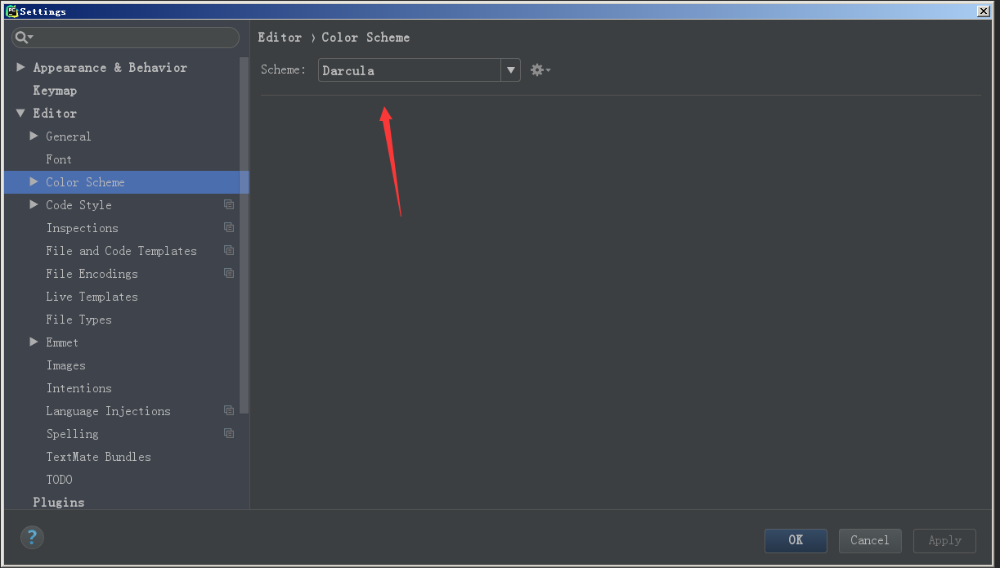 Settings
Appearance & Behavior
Keymap
Editor
General
Font
Color Scheme
Code Style
Inspections
File and Code Templates
File Encodings
Live Templates
File Types
Emmet
Images
Intentions
Language Injections
Spelling
TextMate Bundles
TODO
Plugins
Editor › Color Scheme
Scheme: Darcula
?
OK Cancel Apply